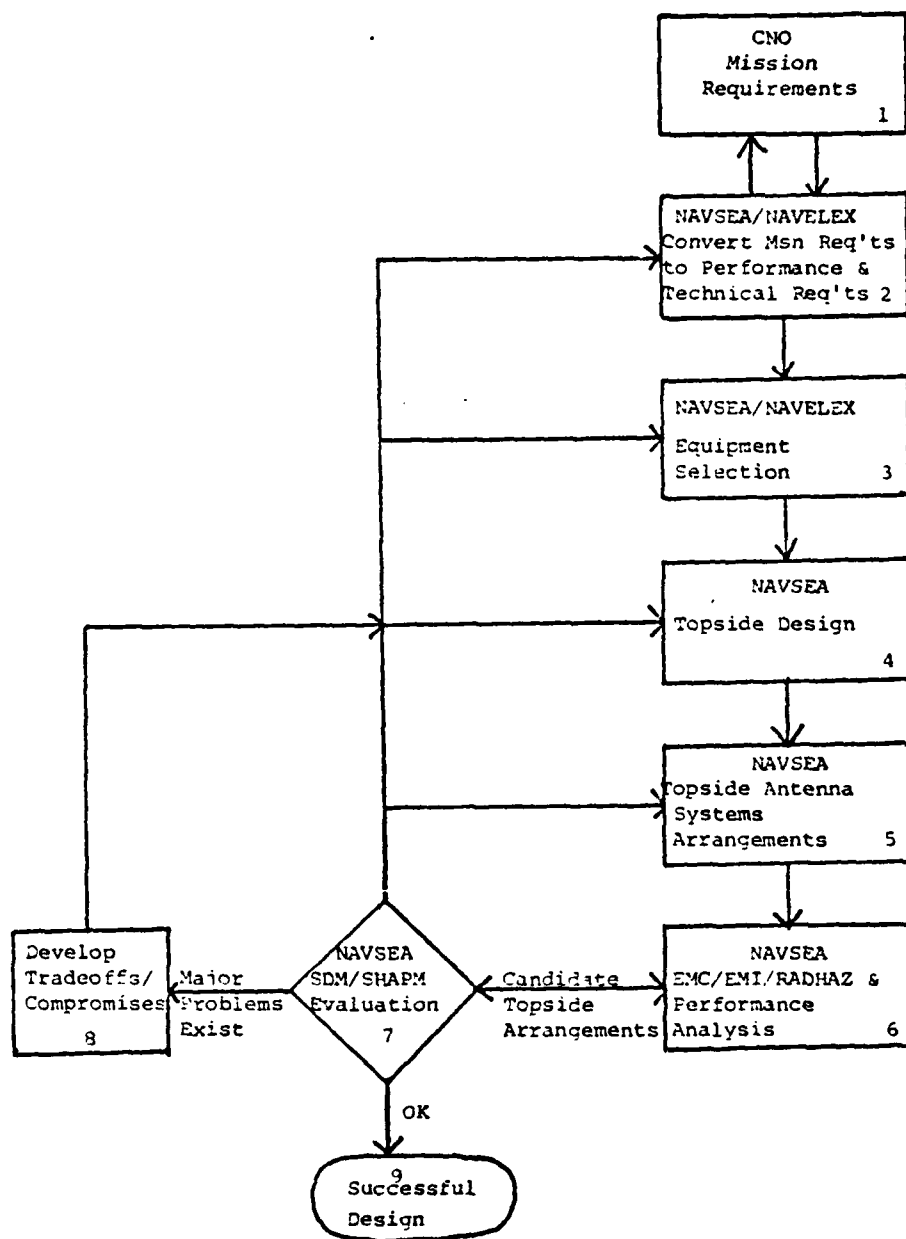 CNO
Mission
Requirements
1
NAVSEA/NAVELEX
Convert Msn Req'ts
to Performance &
Technical Req'ts 2
NAVSEA/NAVELEX
Equipment
Selection
3
NAVSEA
Topside Design
4
NAVSEA
Topside Antenna
Systems
Arrangements
5
NAVSEA
EMC/EMI/RADHAZ &
Performance
Analysis
6
Candidate
Topside
Arrangements
NAVSEA
SDM/SHAPM
Evaluation
7
Major
Problems
Exist
Develop
Tradeoffs/
Compromises
8
OK
9
Successful
Design